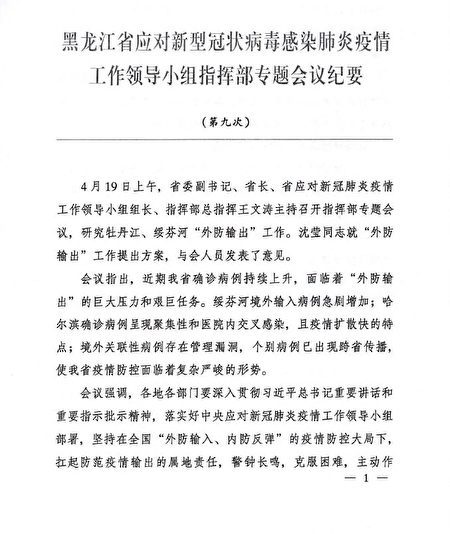 黑龙江省应对新型冠状病毒感染肺炎疫情
工作领导小组指挥部专题会议纪要
（第九次）
4月19日上午，省委副书记、省长、省应对新冠肺炎疫情
工作领导小组组长、指挥部总指挥王文涛主持召开指挥部专题会
议，研究牡丹江、绥芬河“外防输出”工作。沈莹同志就“外防
输出”工作提出方案，与会人员发表了意见。
会议指出，近期我省确诊病例持续上升，面临着“外防输
出”的巨大压力和艰巨任务。绥芬河境外输入病例急剧增加；哈
尔滨确诊病例呈现聚集性和医院内交叉感染，且疫情扩散快的特
点；境外关联性病例存在管理漏洞，个别病例已出现跨省传播，
使我省疫情防控面临着复杂严峻的形势。
会议强调，各地各部门要深入贯彻习近平总书记重要讲话和
重要指示批示精神，落实好中央应对新冠肺炎疫情工作领导小组
部署，坚持在全国“外防输入、内防反弹”的疫情防控大局下，
扛起防范疫情输出的属地责任，警钟长鸣，克服困难，主动作
— 1 —